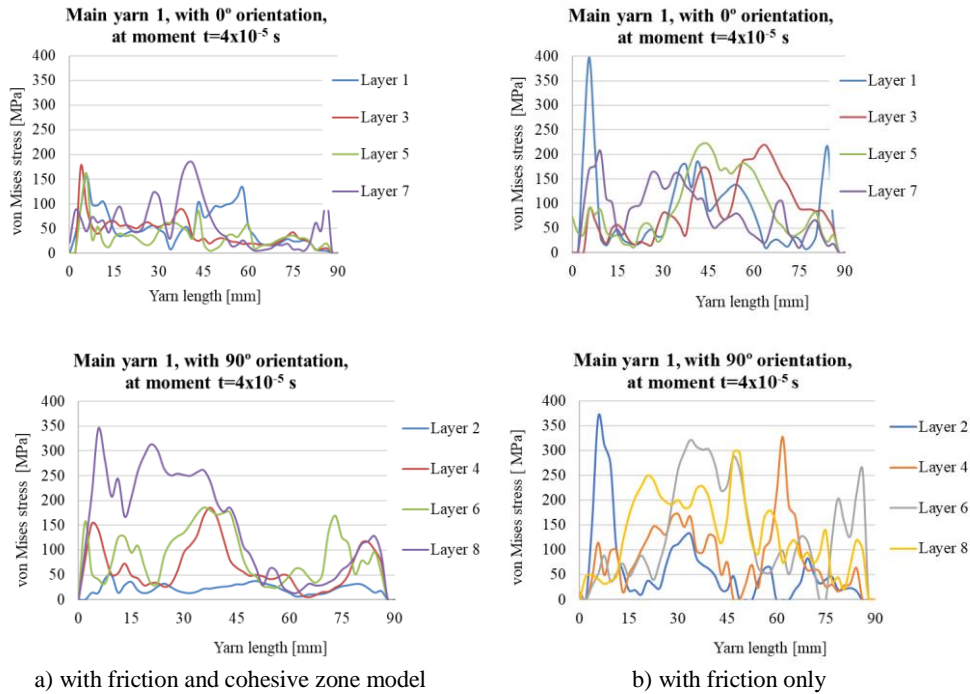 Main yarn 1, with 0º orientation,
at moment t=4x10⁻⁵ s
von Mises stress [MPa]
400
350
300
250
200
150
100
50
0
0 15 30 45 60 75 90
Yarn length [mm]
Layer 1
Layer 3
Layer 5
Layer 7
Main yarn 1, with 0º orientation,
at moment t=4x10⁻⁵ s
von Mises stress [MPa]
400
350
300
250
200
150
100
50
0
0 15 30 45 60 75 90
Yarn length [mm]
Layer 1
Layer 3
Layer 5
Layer 7
Main yarn 1, with 90º orientation,
at moment t=4x10⁻⁵ s
von Mises stress [MPa]
400
350
300
250
200
150
100
50
0
0 15 30 45 60 75 90
Yarn length [mm]
Layer 2
Layer 4
Layer 6
Layer 8
Main yarn 1, with 90º orientation,
at moment t=4x10⁻⁵ s
von Mises stress [ MPa]
400
350
300
250
200
150
100
50
0
0 15 30 45 60 75 90
Yarn length [mm]
Layer 2
Layer 4
Layer 6
Layer 8
a) with friction and cohesive zone model
b) with friction only